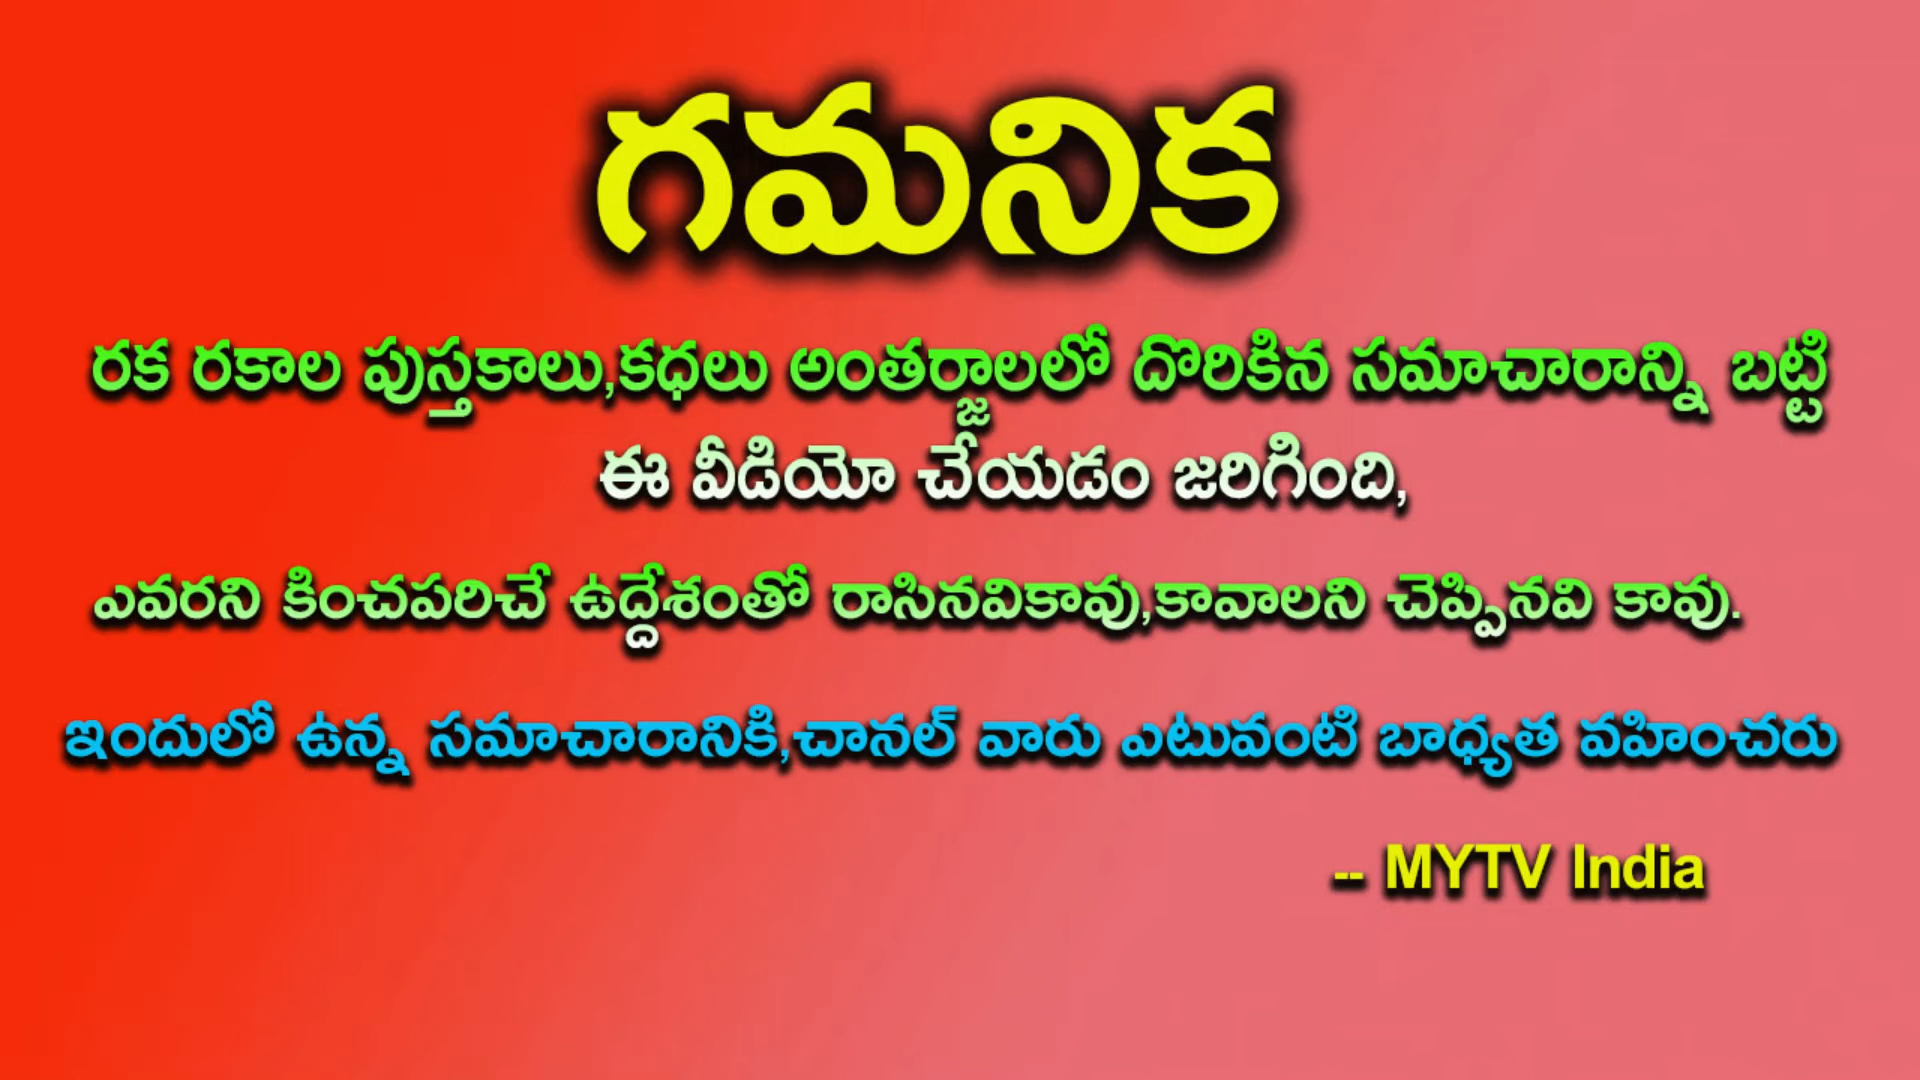 గమనిక
రక రకాల పుస్తకాలు,కధలు అంతర్జాలలో దొరికిన సమాచారాన్ని బట్టి
ఈ వీడియో చేయడం జరిగింది,
ఎవరని కించపరిచే ఉద్దేశంతో రాసినవికావు,కావాలని చెప్పినవి కావు.
ఇందులో ఉన్న సమాచారానికి,చానల్ వారు ఎటువంటి బాధ్యత వహించరు
-- MYTV India